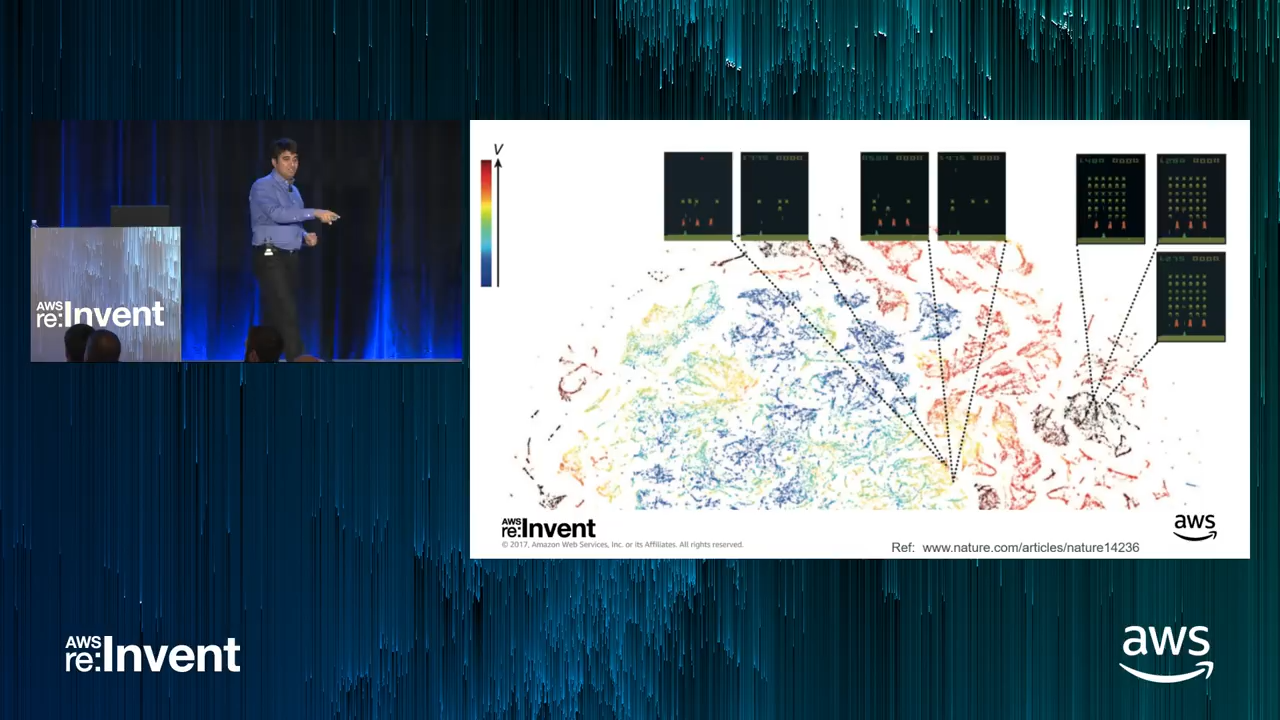 AWS
re:Invent
V
AWS
re:Invent
© 2017, Amazon Web Services, Inc. or its Affiliates. All rights reserved.
aws
Ref: www.nature.com/articles/nature14236
AWS
re:Invent
aws